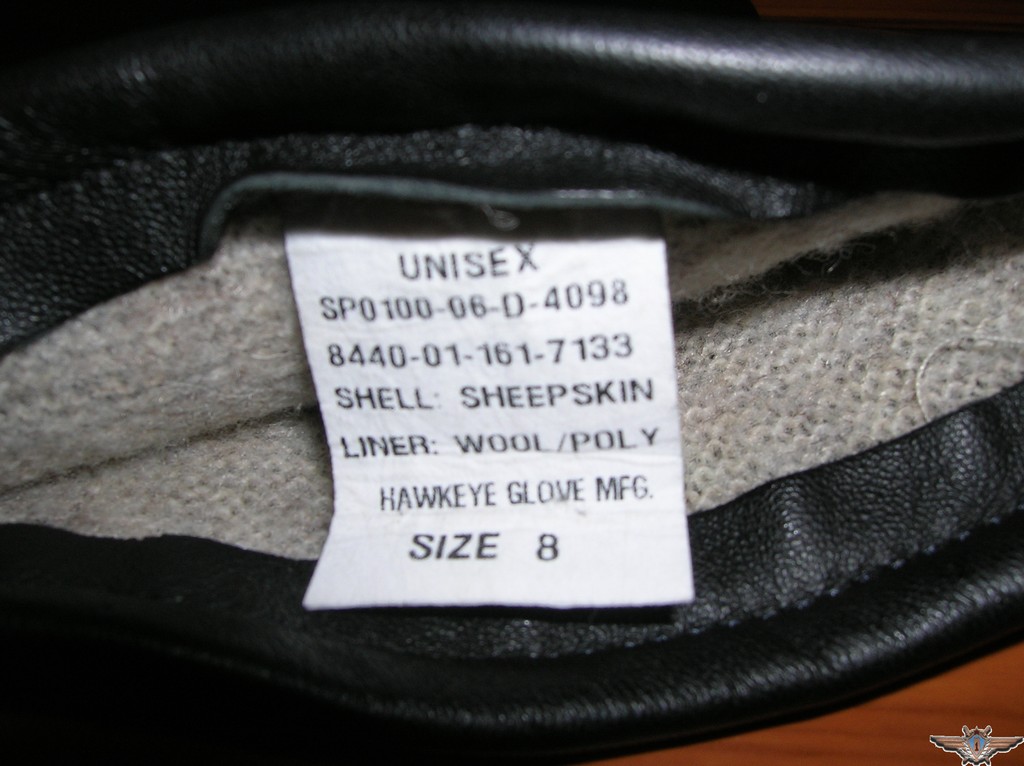 UNISEX
SP0100-06-D-4098
8440-01-161-7133
SHELL: SHEEPSKIN
LINER: WOOL/POLY
HAWKEYE GLOVE MFG.
SIZE 8